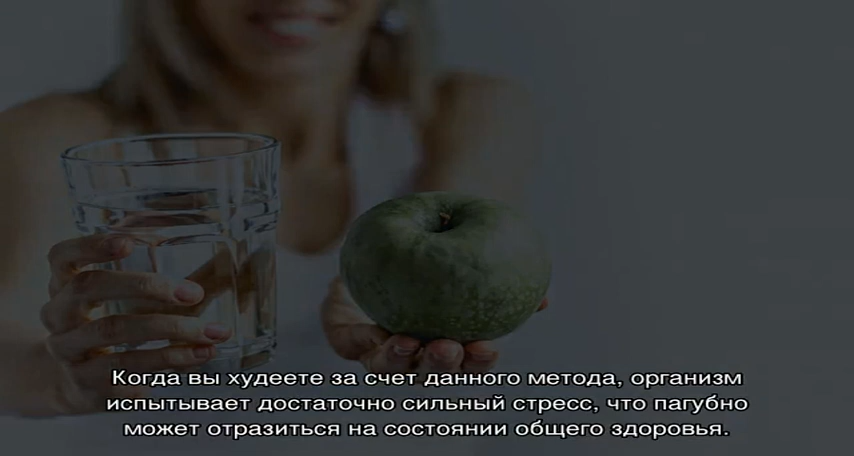 Когда вы худеете за счет данного метода, организм
испытывает достаточно сильный стресс, что пагубно
может отразиться на состоянии общего здоровья.